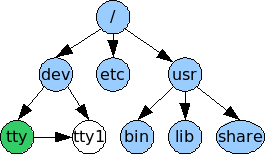 /
dev etc usr
tty tty1 bin lib share